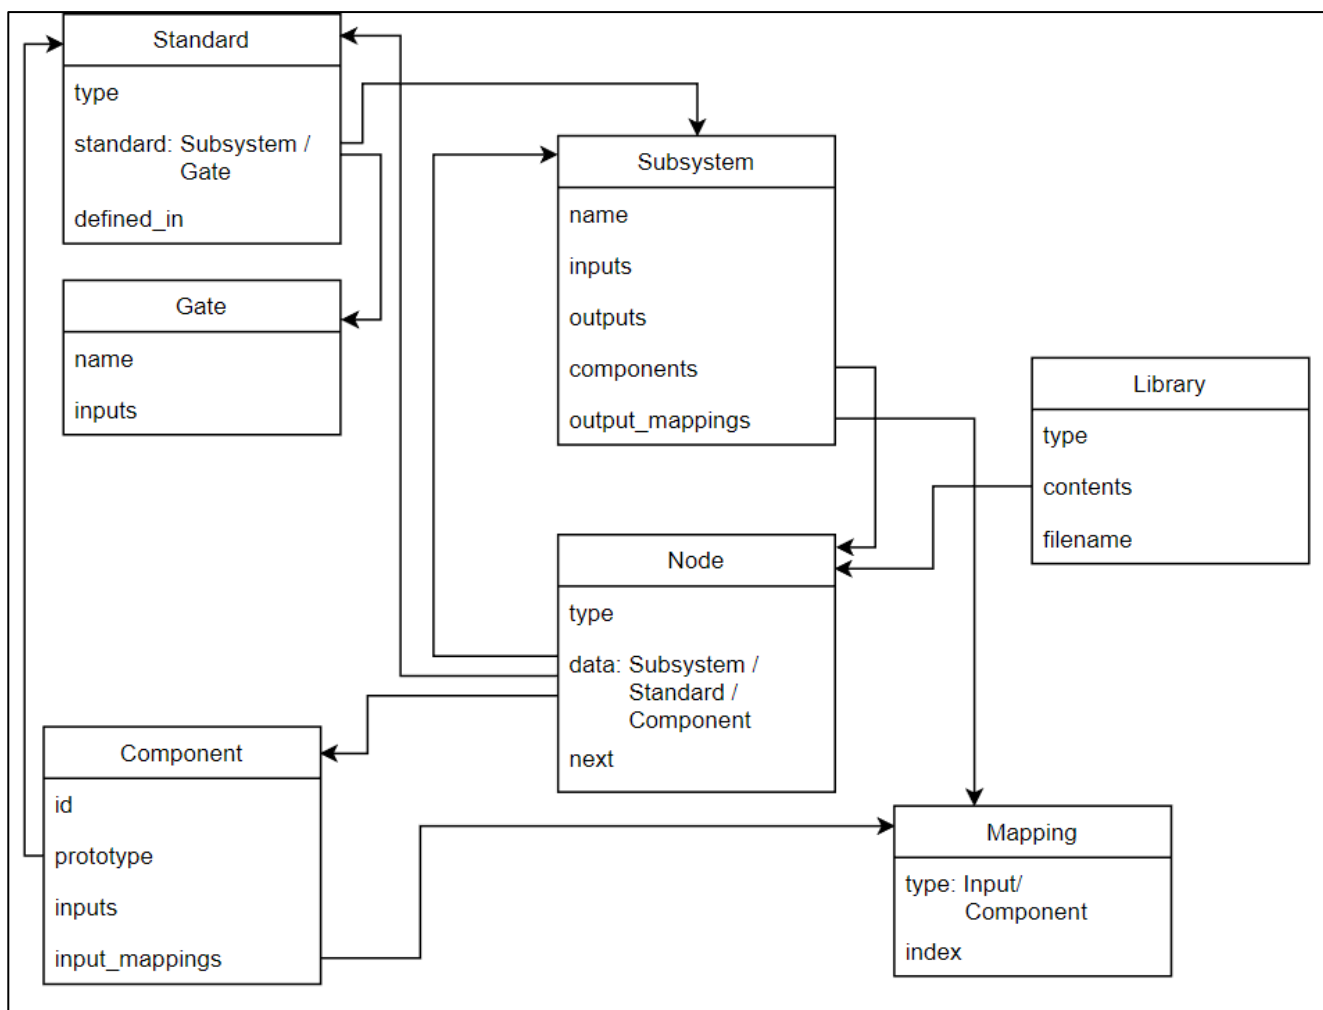 Standard
type
standard: Subsystem /
Gate
defined_in
Gate
name
inputs
Subsystem
name
inputs
outputs
components
output_mappings
Library
type
contents
filename
Node
type
data: Subsystem /
Standard /
Component
next
Component
id
prototype
inputs
input_mappings
Mapping
type: Input/
Component
index